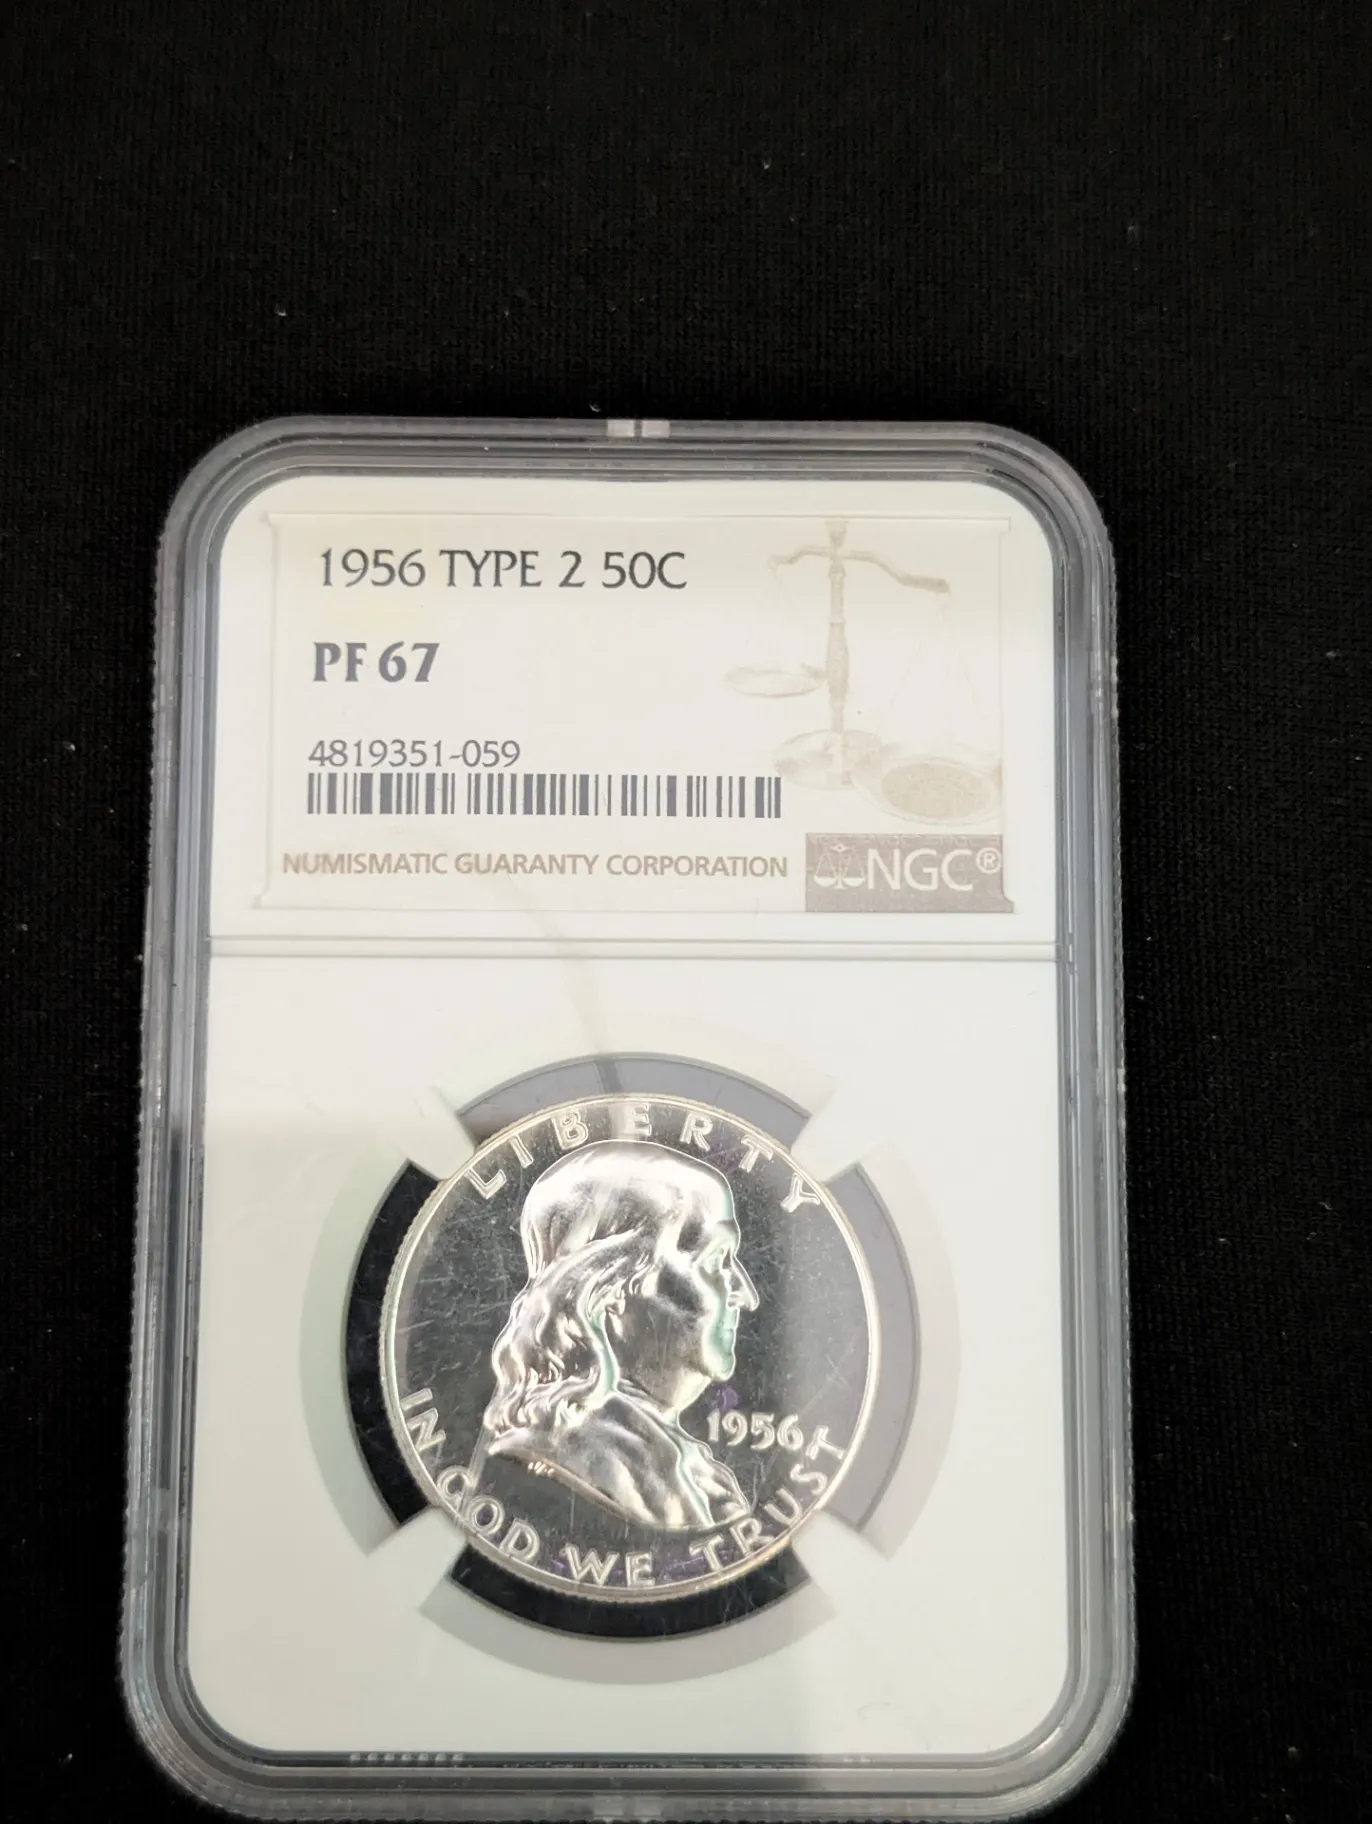 1956 TYPE 2 50C
PF 67
4819351-059
NUMISMATIC GUARANTY CORPORATION
NGC®
LIBERTY
1956
IN GOD WE TRUST